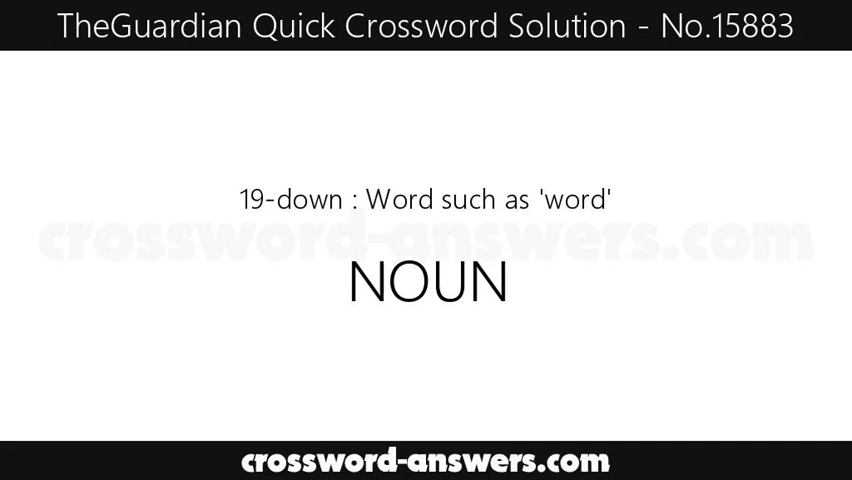 TheGuardian Quick Crossword Solution - No.15883
19-down : Word such as 'word'
crossword-answers.com
NOUN
crossword-answers.com